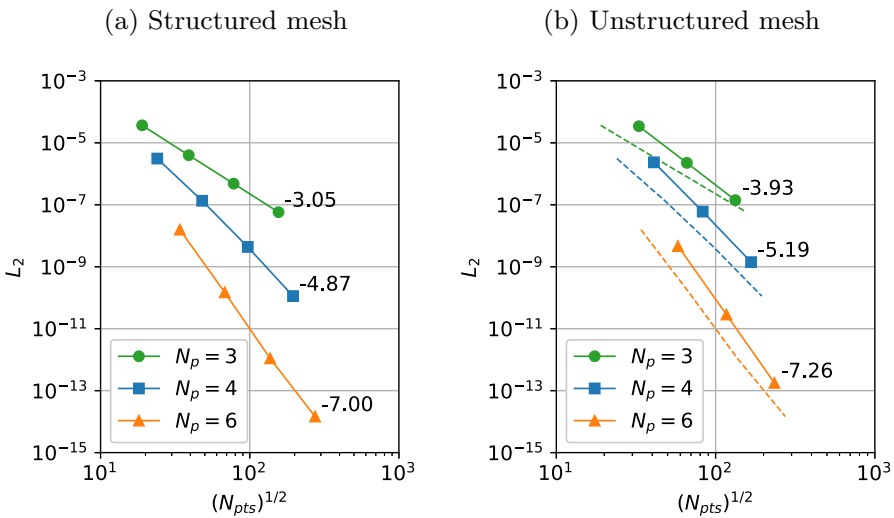 (a) Structured mesh
(b) Unstructured mesh
10^-3
10^-5
10^-7
10^-9
10^-11
10^-13
10^-15
L_2
-3.05
-4.87
-7.00
N_p = 3
N_p = 4
N_p = 6
10^1
10^2
10^3
(N_pts)^1/2
10^-3
10^-5
10^-7
10^-9
10^-11
10^-13
10^-15
L_2
-3.93
-5.19
-7.26
N_p = 3
N_p = 4
N_p = 6
10^1
10^2
10^3
(N_pts)^1/2